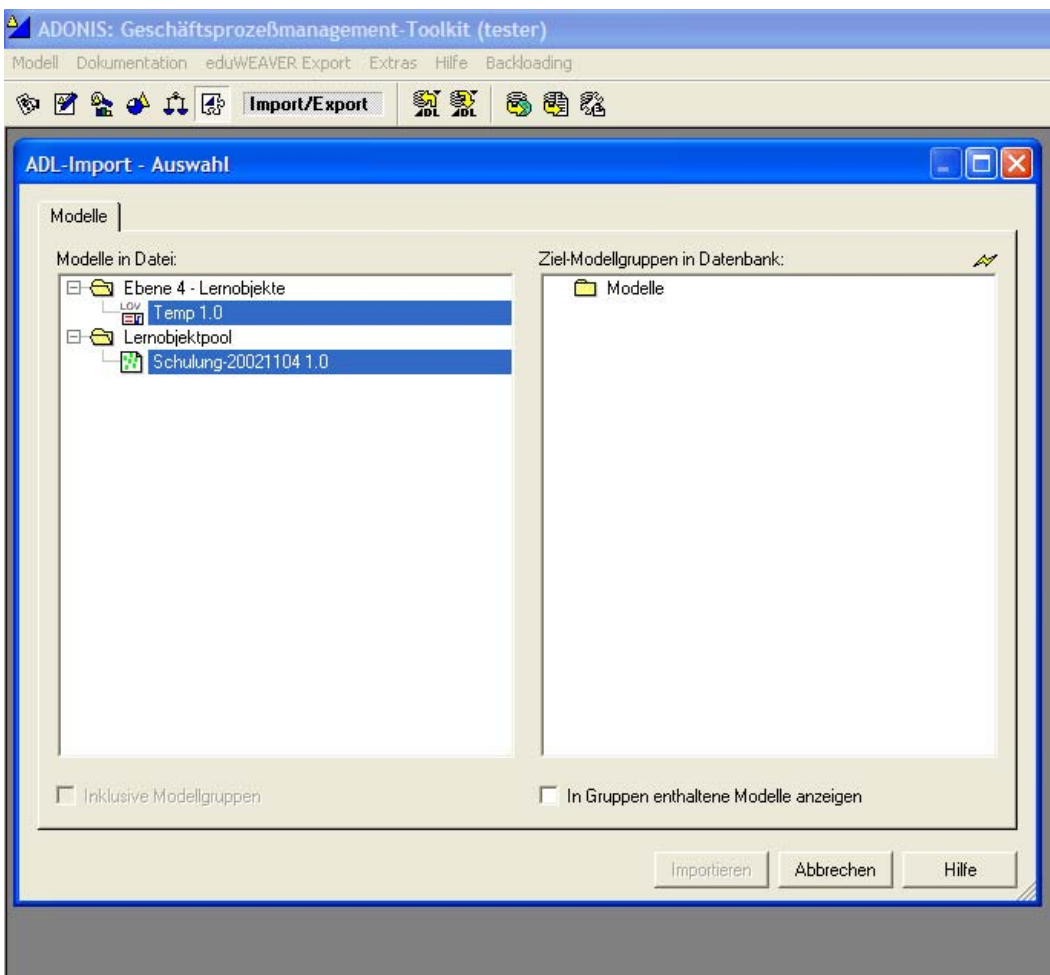 ADONIS: Geschäftsprozeßmanagement-Toolkit (tester)
Modell Dokumentation eduWEAVER Export Extras Hilfe Backloading
Import/Export ADL ADL
ADL-Import - Auswahl
Modelle
Modelle in Datei: Ziel-Modellgruppen in Datenbank:
Ebene 4 - Lernobjekte Modelle
LOV Temp 1.0
Lernobjektpool
Schulung-20021104 1.0
Inklusive Modellgruppen In Gruppen enthaltene Modelle anzeigen
Importieren Abbrechen Hilfe